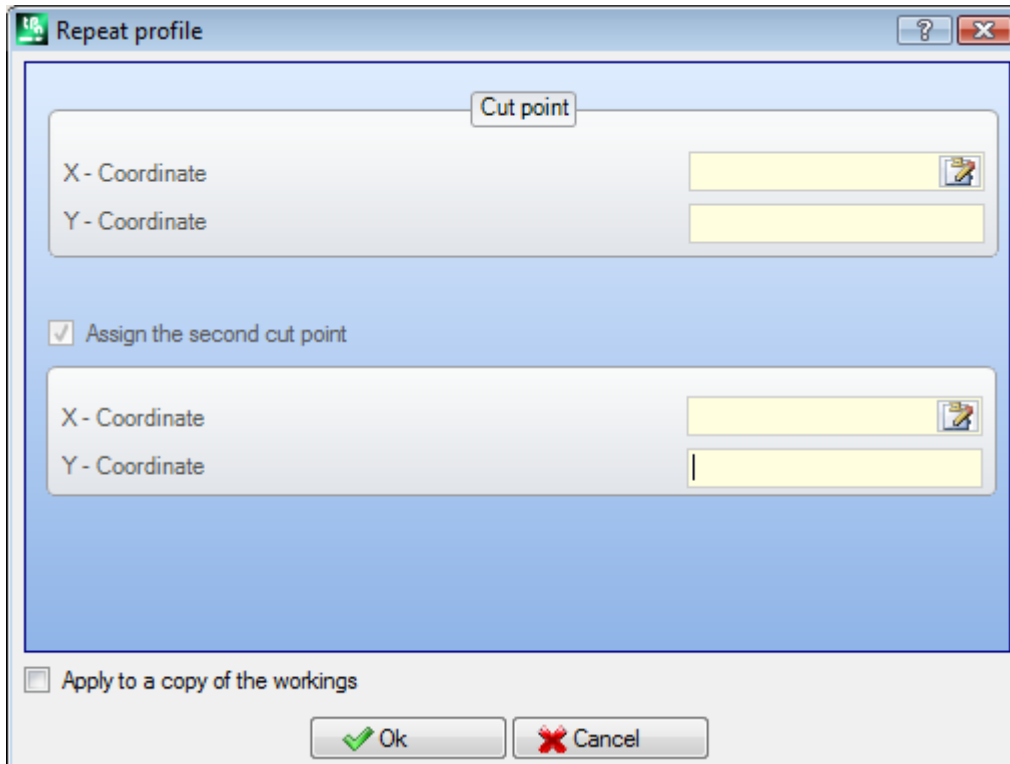 Repeat profile
Cut point
X - Coordinate
Y - Coordinate
Assign the second cut point
X - Coordinate
Y - Coordinate
Apply to a copy of the workings
Ok Cancel